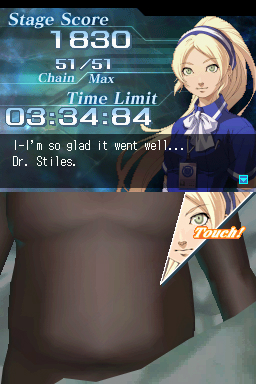 Stage Score
1830
51/51
Chain / Max
Time Limit
03:34:84
I-I'm so glad it went well...
Dr. Stiles.
Touch!